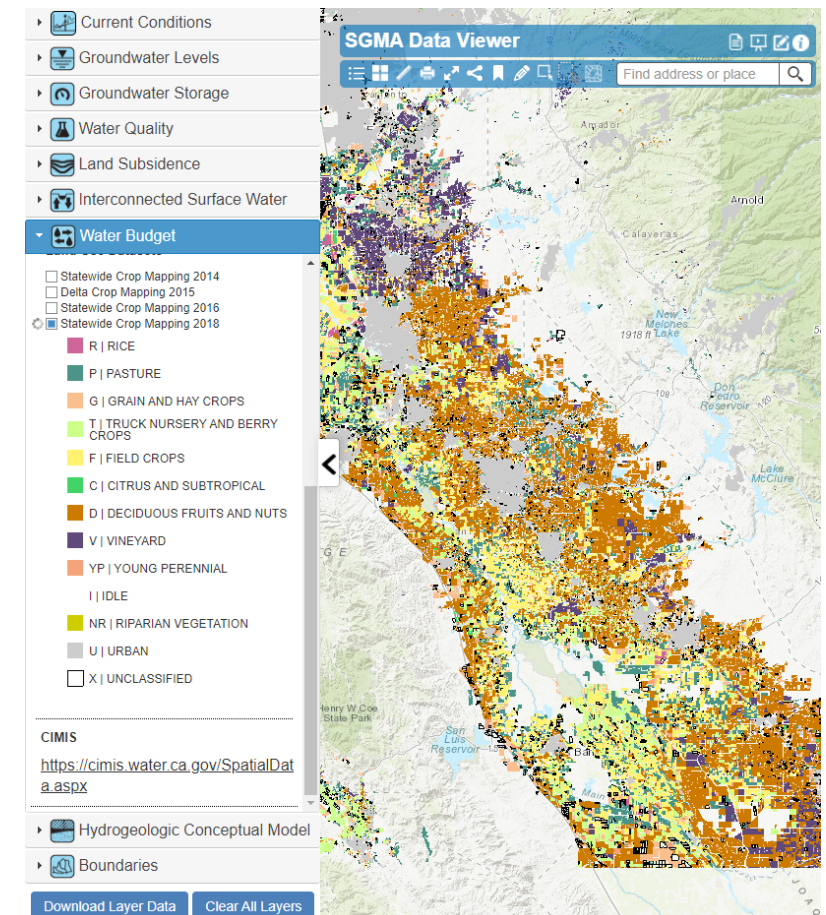 Current Conditions
Groundwater Levels
Groundwater Storage
Water Quality
Land Subsidence
Interconnected Surface Water
Water Budget
Statewide Crop Mapping 2014
Delta Crop Mapping 2015
Statewide Crop Mapping 2016
Statewide Crop Mapping 2018
R | RICE
P | PASTURE
G | GRAIN AND HAY CROPS
T | TRUCK NURSERY AND BERRY
CROPS
F | FIELD CROPS
C | CITRUS AND SUBTROPICAL
D | DECIDUOUS FRUITS AND NUTS
V | VINEYARD
YP | YOUNG PERENNIAL
I | IDLE
NR | RIPARIAN VEGETATION
U | URBAN
X | UNCLASSIFIED
CIMIS
https://cimis.water.ca.gov/SpatialDat
a.aspx
Hydrogeologic Conceptual Model
Boundaries
Download Layer Data
Clear All Layers
SGMA Data Viewer
Find address or place
Amador
Arnold
Calaveras
New
Melones
Lake
1918 ft
Don
Pedro
Reservoir
108
120
Lake
McClure
G E
Henry W Coe
State Park
San
Luis
Reservoir
Main
J O A